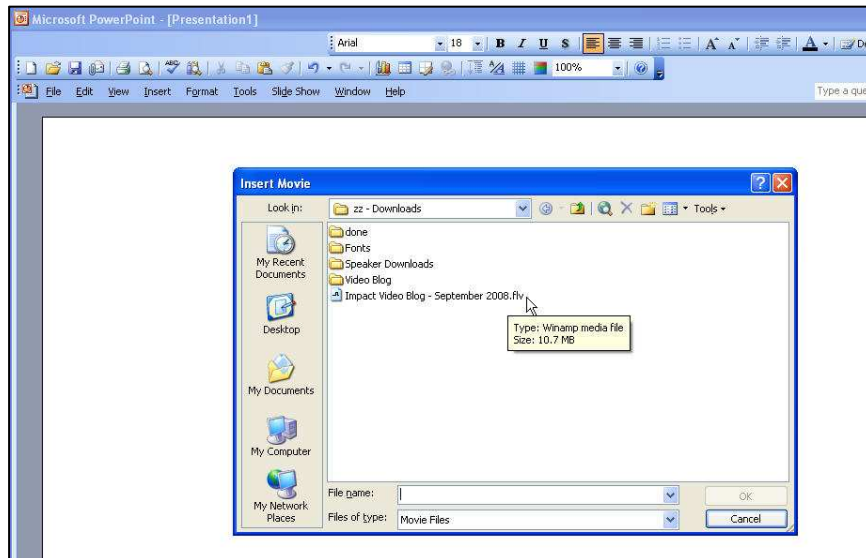 Microsoft PowerPoint - [Presentation1]
Arial 18 B I U S A A A
100%
File Edit View Insert Format Tools Slide Show Window Help Type a que
Insert Movie
Look in: zz - Downloads Tools
My Recent Documents
Desktop
My Documents
My Computer
My Network Places
done
Fonts
Speaker Downloads
Video Blog
Impact Video Blog - September 2008.flv
Type: Winamp media file
Size: 10.7 MB
File name: OK
Files of type: Movie Files Cancel